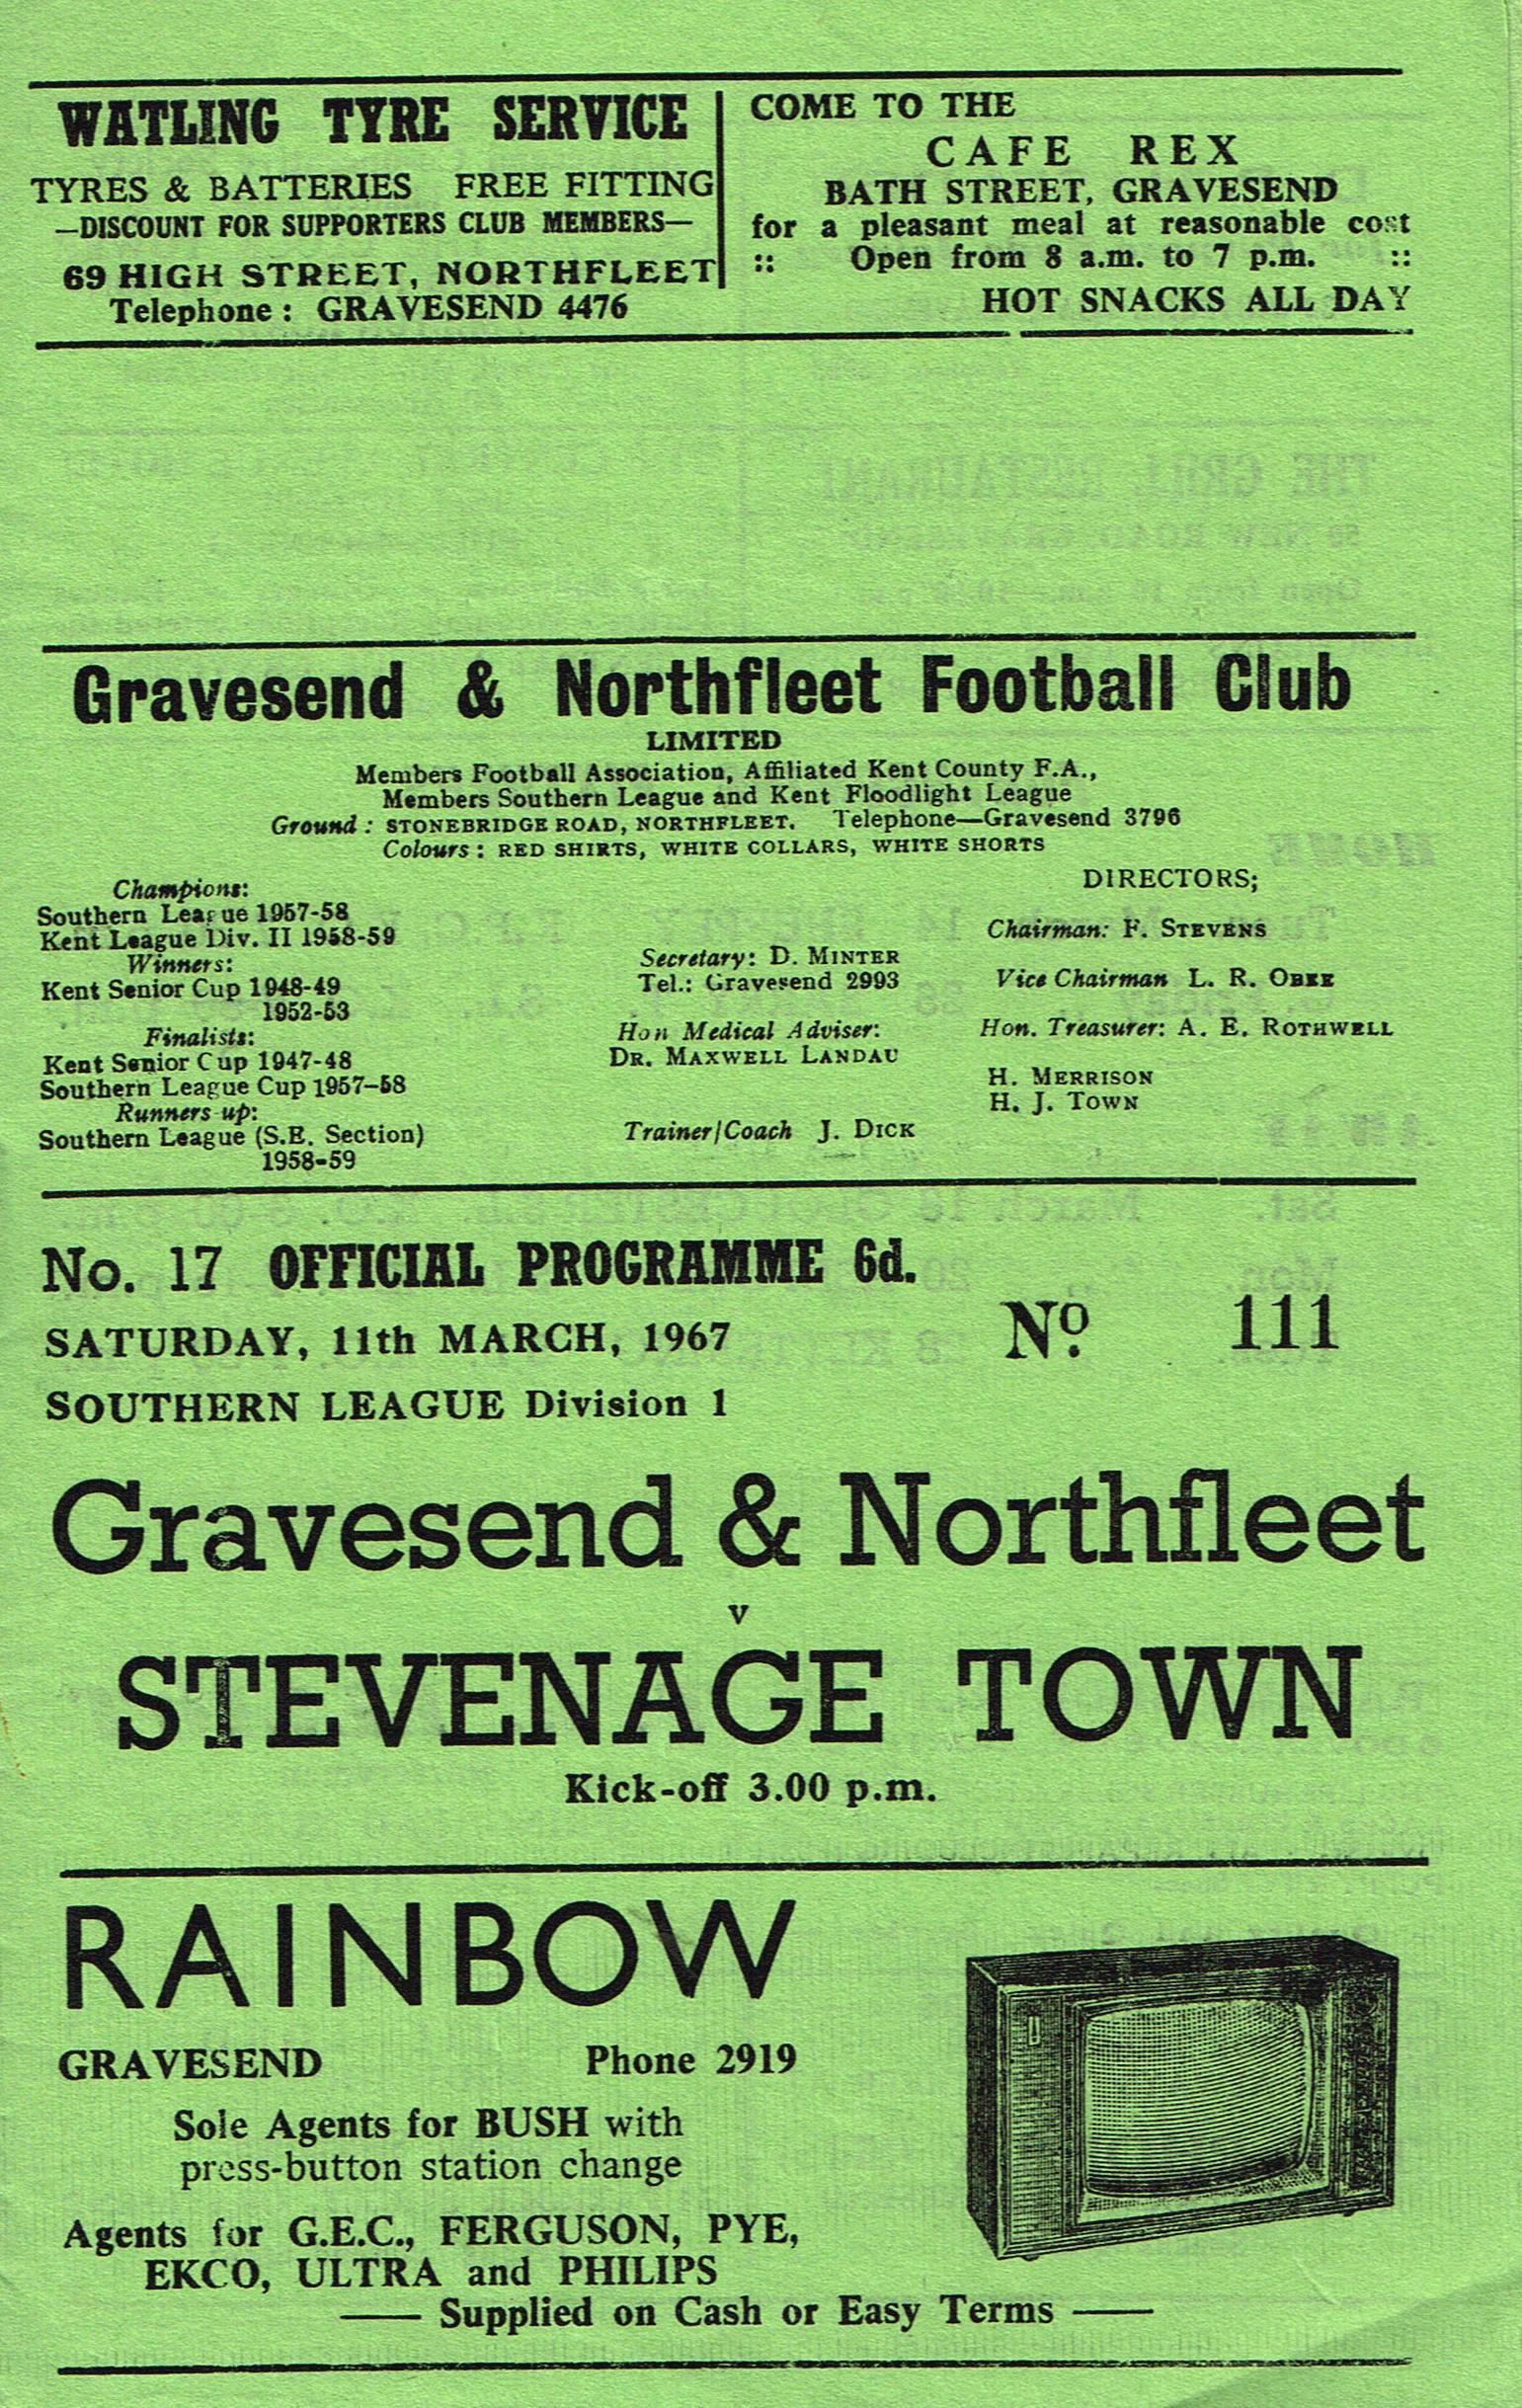 WATLING TYRE SERVICE
TYRES & BATTERIES FREE FITTING
—DISCOUNT FOR SUPPORTERS CLUB MEMBERS—
69 HIGH STREET, NORTHFLEET
Telephone : GRAVESEND 4476
COME TO THE
CAFE REX
BATH STREET, GRAVESEND
for a pleasant meal at reasonable cost
:: Open from 8 a.m. to 7 p.m. ::
HOT SNACKS ALL DAY
Gravesend & Northfleet Football Club
LIMITED
Members Football Association, Affiliated Kent County F.A.,
Members Southern League and Kent Floodlight League
Ground : STONEBRIDGE ROAD, NORTHFLEET. Telephone—Gravesend 3796
Colours : RED SHIRTS, WHITE COLLARS, WHITE SHORTS
Champions:
Southern League 1957-58
Kent League Div. II 1958-59
Winners:
Kent Senior Cup 1948-49
1952-53
Finalists:
Kent Senior Cup 1947-48
Southern League Cup 1957-58
Runners-up:
Southern League (S.E. Section)
1958-59
Secretary: D. MINTER
Tel.: Gravesend 2993
Hon Medical Adviser:
DR. MAXWELL LANDAU
Trainer/Coach J. DICK
DIRECTORS;
Chairman: F. STEVENS
Vice Chairman L. R. OBEE
Hon. Treasurer: A. E. ROTHWELL
H. MERRISON
H. J. TOWN
No. 17 OFFICIAL PROGRAMME 6d.
SATURDAY, 11th MARCH, 1967
Nº 111
SOUTHERN LEAGUE Division 1
Gravesend & Northfleet
v
STEVENAGE TOWN
Kick-off 3.00 p.m.
RAINBOW
GRAVESEND Phone 2919
Sole Agents for BUSH with
press-button station change
Agents for G.E.C., FERGUSON, PYE,
EKCO, ULTRA and PHILIPS
— Supplied on Cash or Easy Terms —